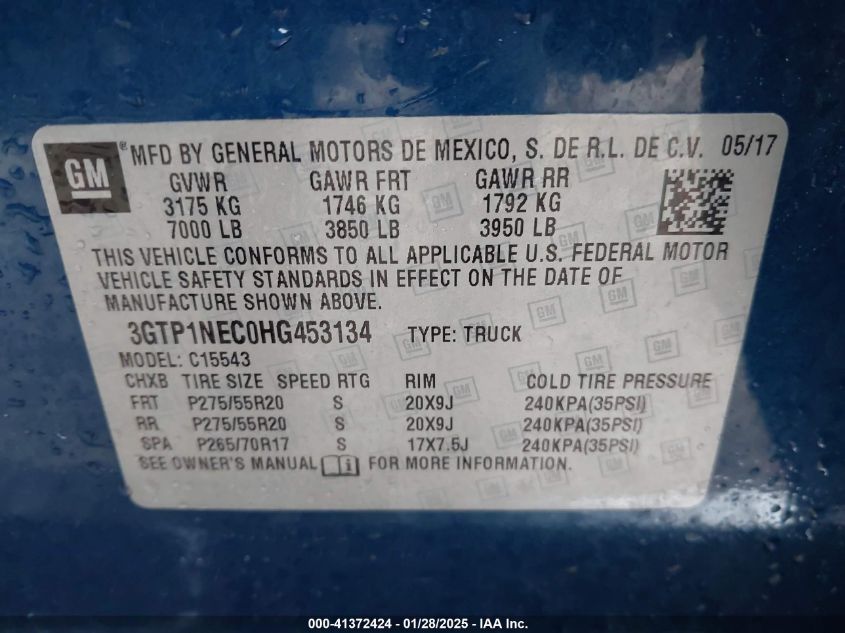 GM ® MFD BY GENERAL MOTORS DE MEXICO, S. DE R.L. DE C.V. 05/17
GVWR GAWR FRT GAWR RR
3175 KG 1746 KG 1792 KG
7000 LB 3850 LB 3950 LB
THIS VEHICLE CONFORMS TO ALL APPLICABLE U.S. FEDERAL MOTOR
VEHICLE SAFETY STANDARDS IN EFFECT ON THE DATE OF
MANUFACTURE SHOWN ABOVE.
3GTP1NEC0HG453134 TYPE: TRUCK
MODEL: C15543
CHXB TIRE SIZE SPEED RTG RIM COLD TIRE PRESSURE
FRT P275/55R20 S 20X9J 240KPA(35PSI)
RR P275/55R20 S 20X9J 240KPA(35PSI)
SPA P265/70R17 S 17X7.5J 240KPA(35PSI)
SEE OWNER'S MANUAL i FOR MORE INFORMATION.
000-41372424 - 01/28/2025 - IAA Inc.